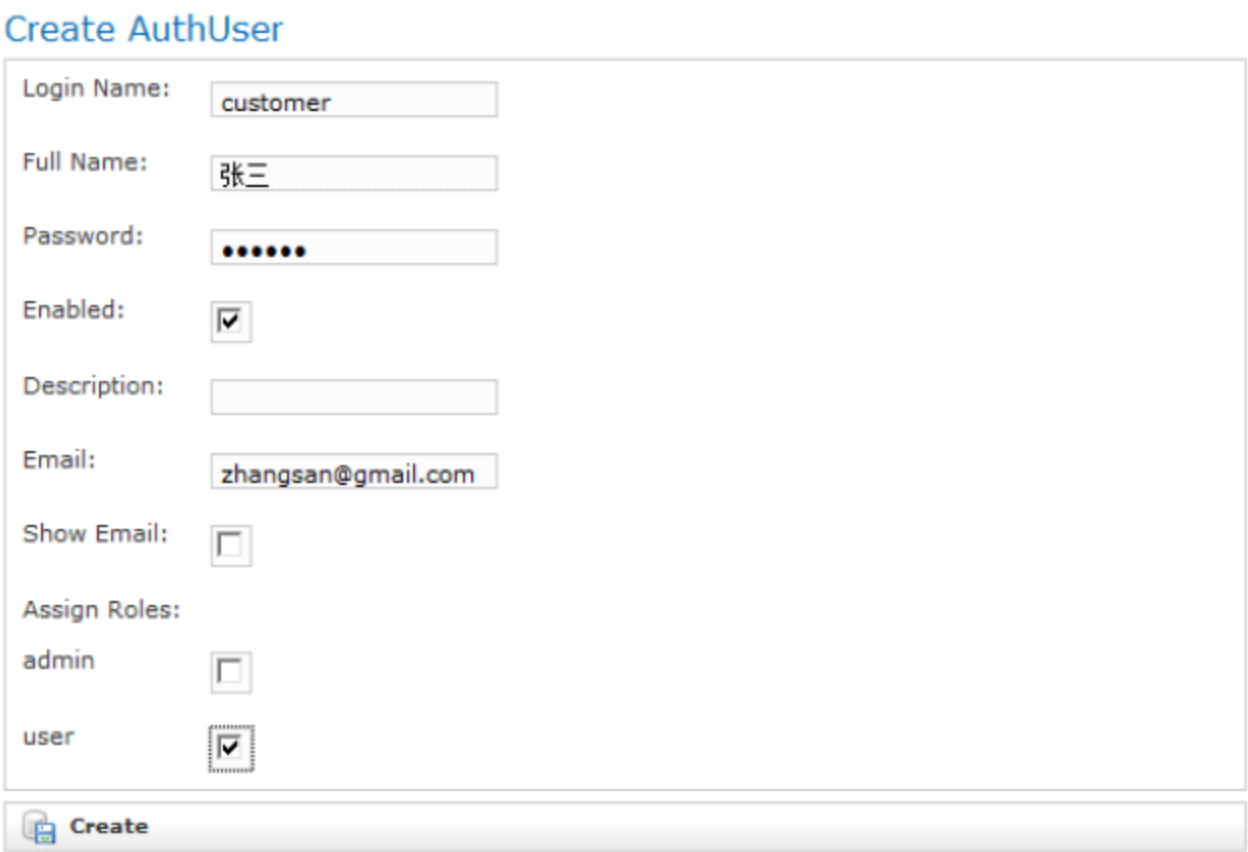 Create AuthUser
Login Name: customer
Full Name: 张三
Password: ••••••
Enabled:
Description:
Email: zhangsan@gmail.com
Show Email:
Assign Roles:
admin
user
Create